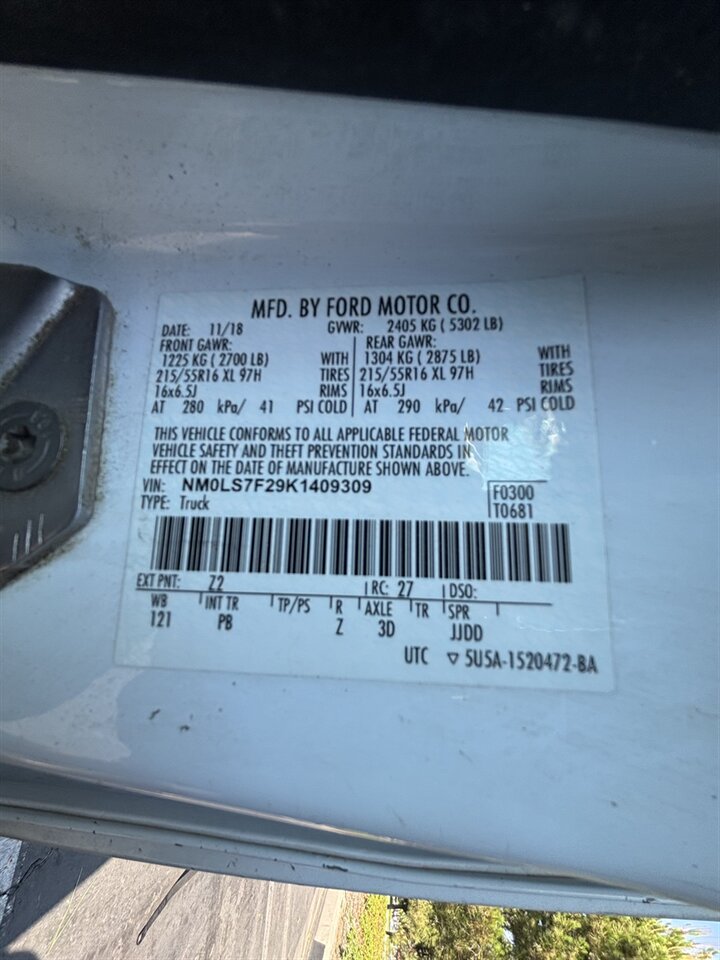 MFD. BY FORD MOTOR CO.
DATE: 11/18 GVWR: 2405 KG ( 5302 LB)
FRONT GAWR: REAR GAWR:
1225 KG ( 2700 LB) WITH 1304 KG ( 2875 LB) WITH
215/55R16 XL 97H TIRES 215/55R16 XL 97H TIRES
16x6.5J RIMS 16x6.5J RIMS
AT 280 kPa/ 41 PSI COLD AT 290 kPa/ 42 PSI COLD
THIS VEHICLE CONFORMS TO ALL APPLICABLE FEDERAL MOTOR
VEHICLE SAFETY AND THEFT PREVENTION STANDARDS IN
EFFECT ON THE DATE OF MANUFACTURE SHOWN ABOVE.
VIN: NM0LS7F29K1409309 F0300
TYPE: Truck T0681
EXT PNT: Z2 RC: 27 DSO:
WB INT TR TP/PS R AXLE TR SPR
121 PB Z 3D JJDD
UTC ▽ 5U5A-1520472-BA